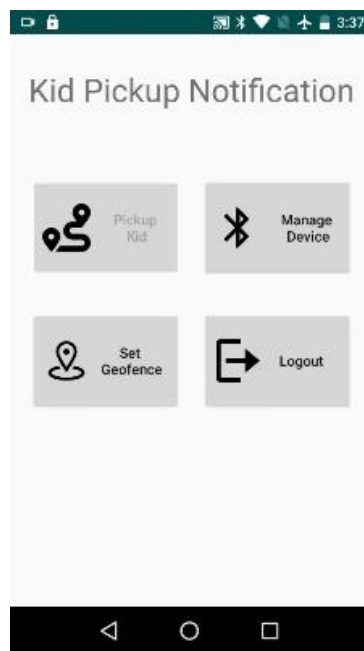 3:37
Kid Pickup Notification
Pickup
Kid
Manage
Device
Set
Geofence
Logout